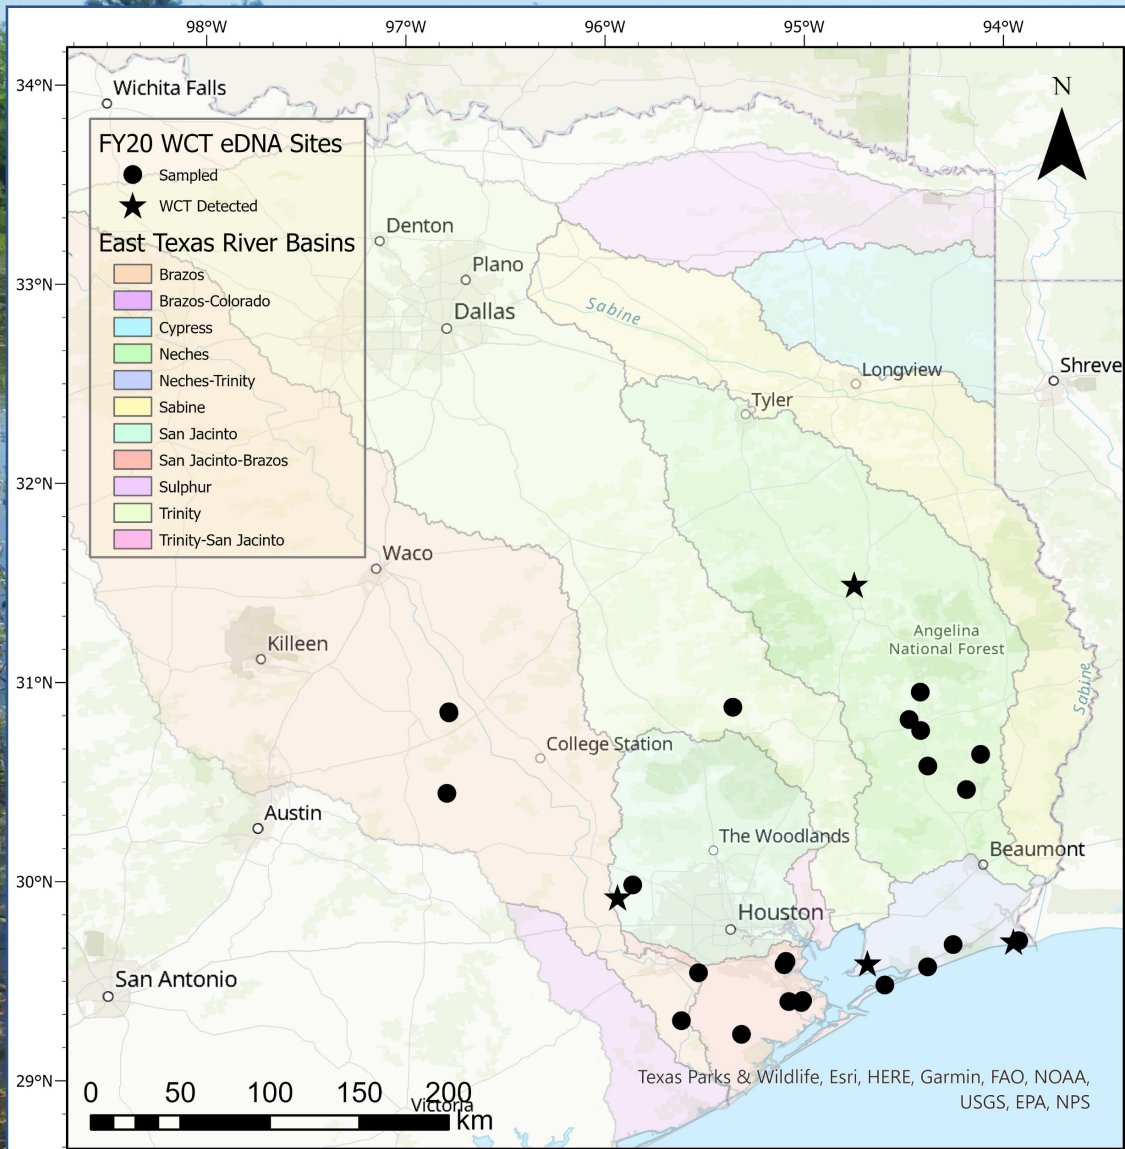 98°W 97°W 96°W 95°W 94°W
34°N
33°N
32°N
31°N
30°N
29°N
N
Wichita Falls
FY20 WCT eDNA Sites
Sampled
WCT Detected
East Texas River Basins
Brazos
Brazos-Colorado
Cypress
Neches
Neches-Trinity
Sabine
San Jacinto
San Jacinto-Brazos
Sulphur
Trinity
Trinity-San Jacinto
Denton
Plano
Dallas
Sabine
Longview
Shreve
Tyler
Waco
Killeen
Angelina
National Forest
Sabine
College Station
Austin
The Woodlands
Beaumont
Houston
San Antonio
Victoria
0 50 100 150 200
km
Texas Parks & Wildlife, Esri, HERE, Garmin, FAO, NOAA,
USGS, EPA, NPS